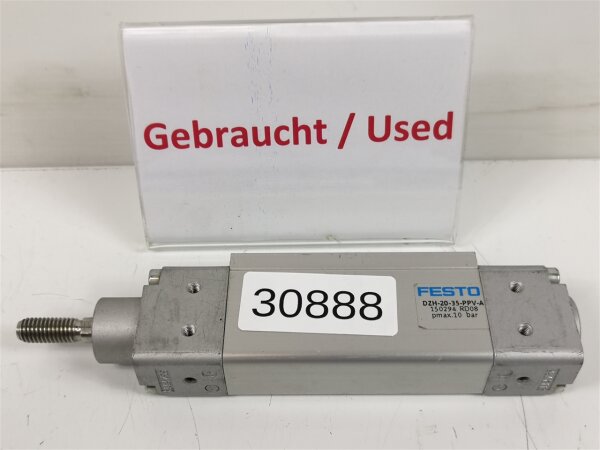 Gebraucht / Used
30888
FESTO
DZH-20-35-PPV-A
150294 RD08
pmax.10 bar